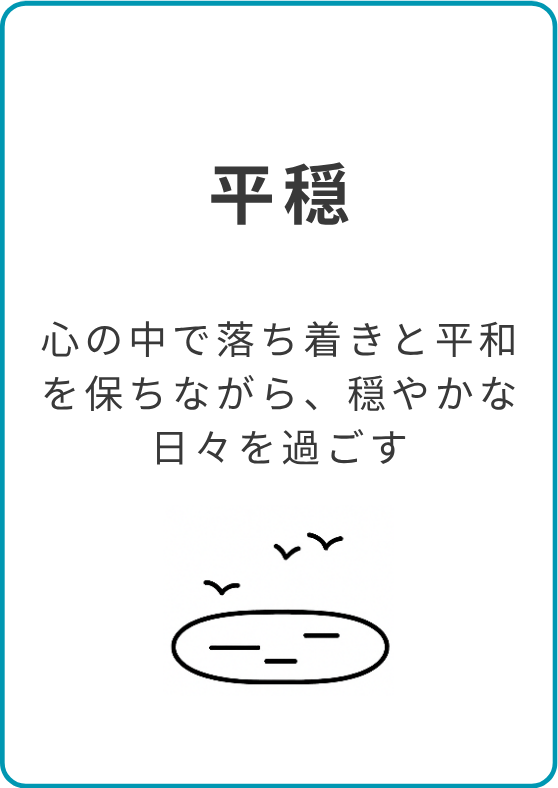 平穏
心の中で落ち着きと平和
を保ちながら、穏やかな
日々を過ごす